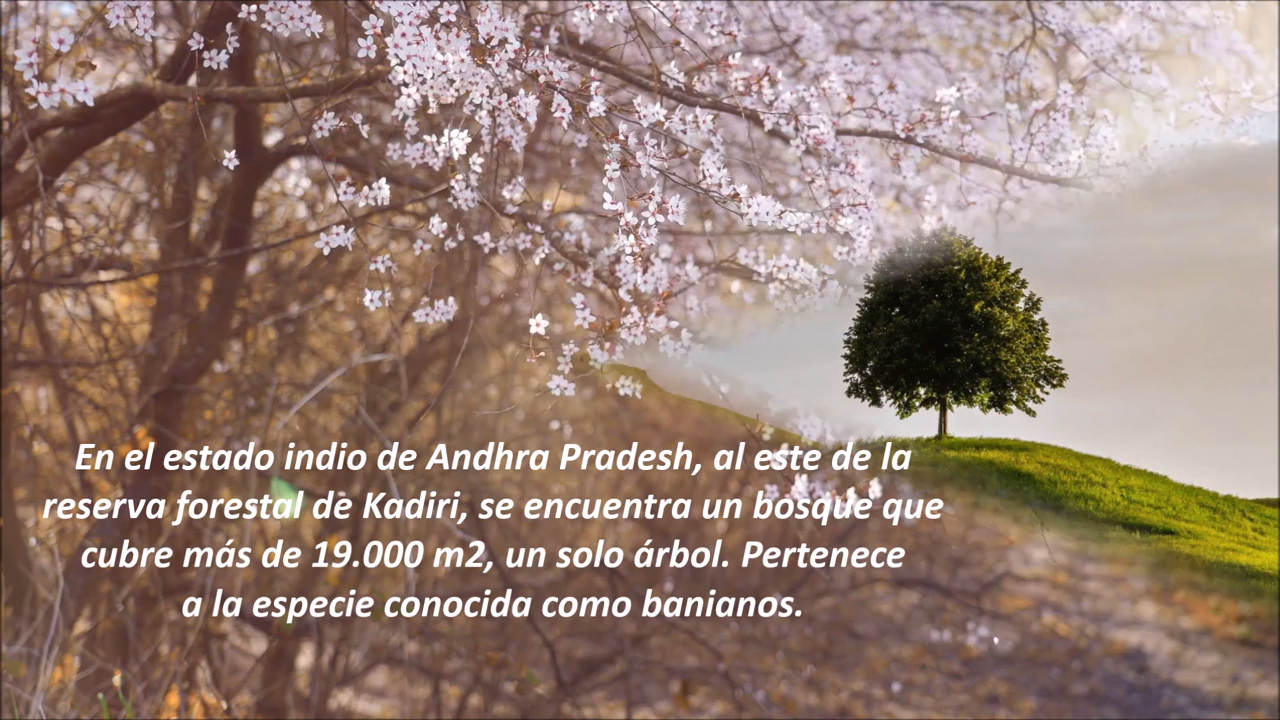 En el estado indio de Andhra Pradesh, al este de la
reserva forestal de Kadiri, se encuentra un bosque que
cubre más de 19.000 m2, un solo árbol. Pertenece
a la especie conocida como banianos.